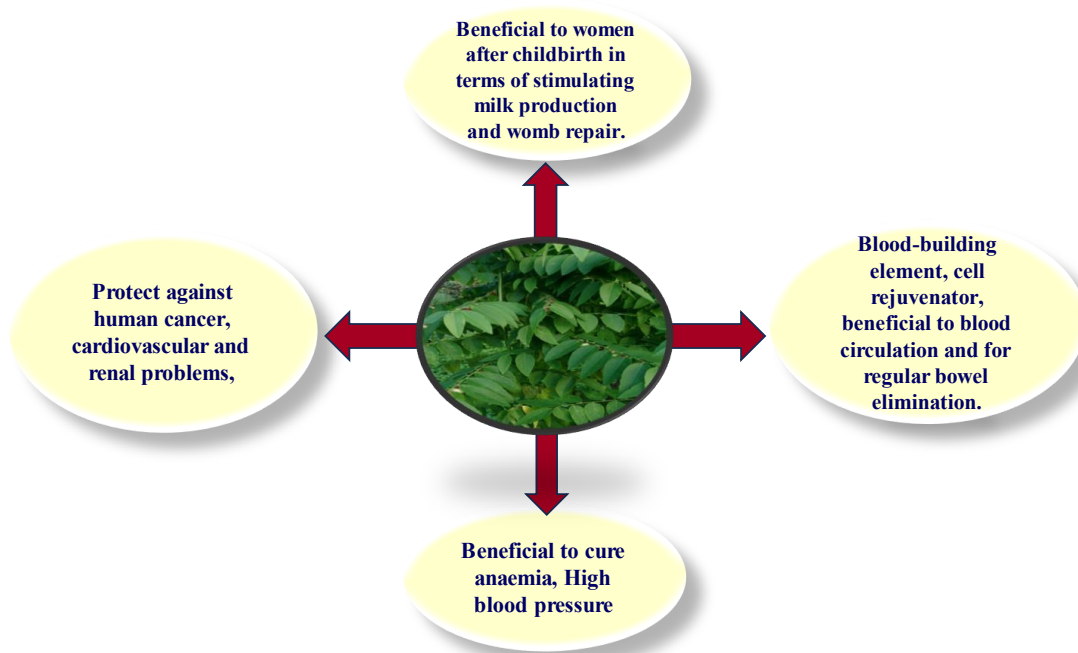 Beneficial to women
after childbirth in
terms of stimulating
milk production
and womb repair.
Protect against
human cancer,
cardiovascular and
renal problems,
Blood-building
element, cell
rejuvenator,
beneficial to blood
circulation and for
regular bowel
elimination.
Beneficial to cure
anaemia, High
blood pressure